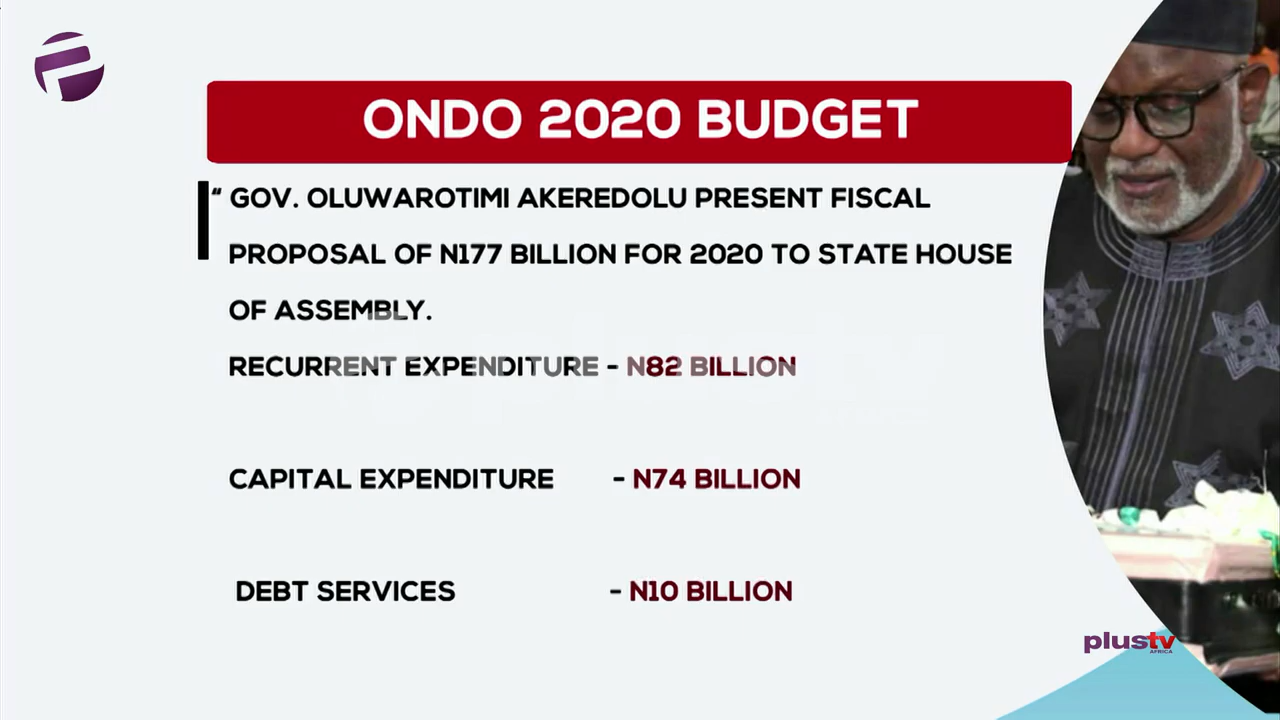 ONDO 2020 BUDGET
“ GOV. OLUWAROTIMI AKEREDOLU PRESENT FISCAL
PROPOSAL OF N177 BILLION FOR 2020 TO STATE HOUSE
OF ASSEMBLY.
RECURRENT EXPENDITURE - N82 BILLION
CAPITAL EXPENDITURE - N74 BILLION
DEBT SERVICES - N10 BILLION
plustv
AFRICA
plustv